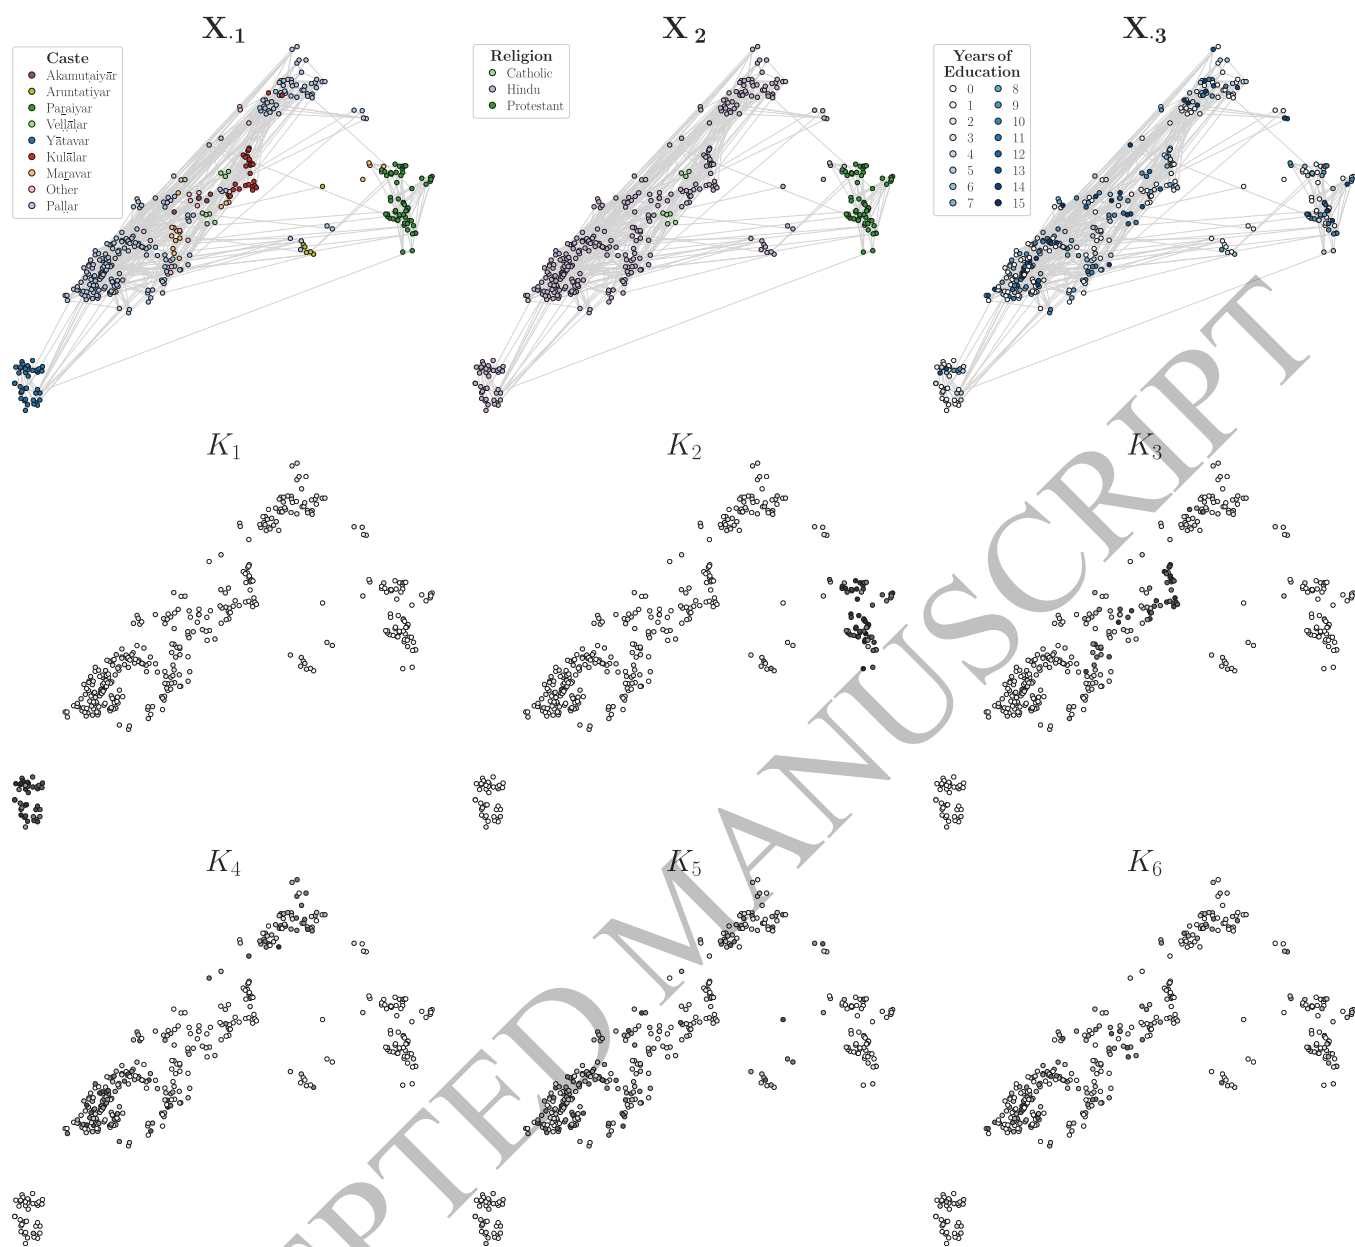 X.1
X.2
X.3
Caste
Akamuṭaiyār
Aruntatiyar
Paṟaiyar
Veḷḷāḷar
Yātavar
Kulālar
Maṟavar
Other
Paḷḷar
Religion
Catholic
Hindu
Protestant
Years of
Education
0 8
1 9
2 10
3 11
4 12
5 13
6 14
7 15
K1
K2
K3
K4
K5
K6
EPTED MANUSCRIPT